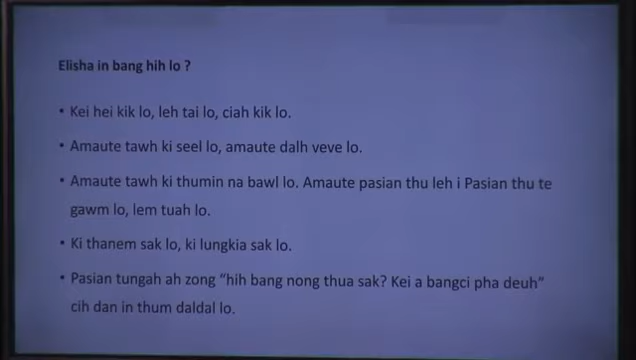 Elisha in bang hih lo ?
• Kei hei kik lo, leh tai lo, ciah kik lo.
• Amaute tawh ki seel lo, amaute dalh veve lo.
• Amaute tawh ki thumin na bawl lo. Amaute pasian thu leh i Pasian thu te
gawm lo, lem tuah lo.
• Ki thanem sak lo, ki lungkia sak lo.
• Pasian tungah ah zong “hih bang nong thua sak? Kei a bangci pha deuh”
cih dan in thum daldal lo.